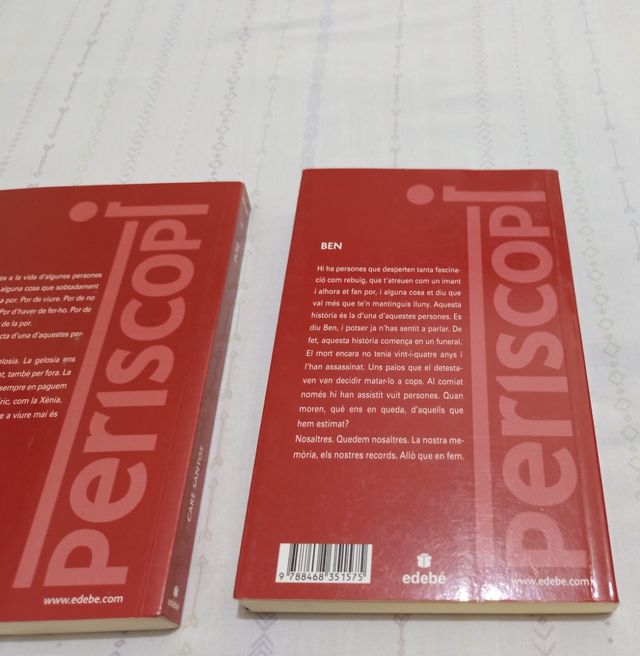 es a la vida d'algunes persones
alguna cosa que sobtadament
a por. Por de viure. Por de no
Por d'haver de fer-ho. Por de
de la por.
cta d'una d'aquestes per-
elosia. La gelosia ens
nt, també per fora. La
sempre en paguem
ric, com la Xènia,
e a viure mai és
periscopi
www.edebe.com
CARE SANTOS
edebé
BEN
Hi ha persones que desperten tanta fascina-
ció com rebuig, que t'atreuen com un imant
i alhora et fan por, i alguna cosa et diu que
val més que te'n mantinguis lluny. Aquesta
història és la d'una d'aquestes persones. Es
diu Ben, i potser ja n'has sentit a parlar. De
fet, aquesta història comença en un funeral.
El mort encara no tenia vint-i-quatre anys i
l'han assassinat. Uns paios que el detesta-
ven van decidir matar-lo a cops. Al comiat
només hi han assistit vuit persones. Quan
moren, què ens en queda, d'aquells que
hem estimat?
Nosaltres. Quedem nosaltres. La nostra me-
mòria, els nostres records. Allò que en fem.
periscopi
9 788468 351575
edebé
www.edebe.com